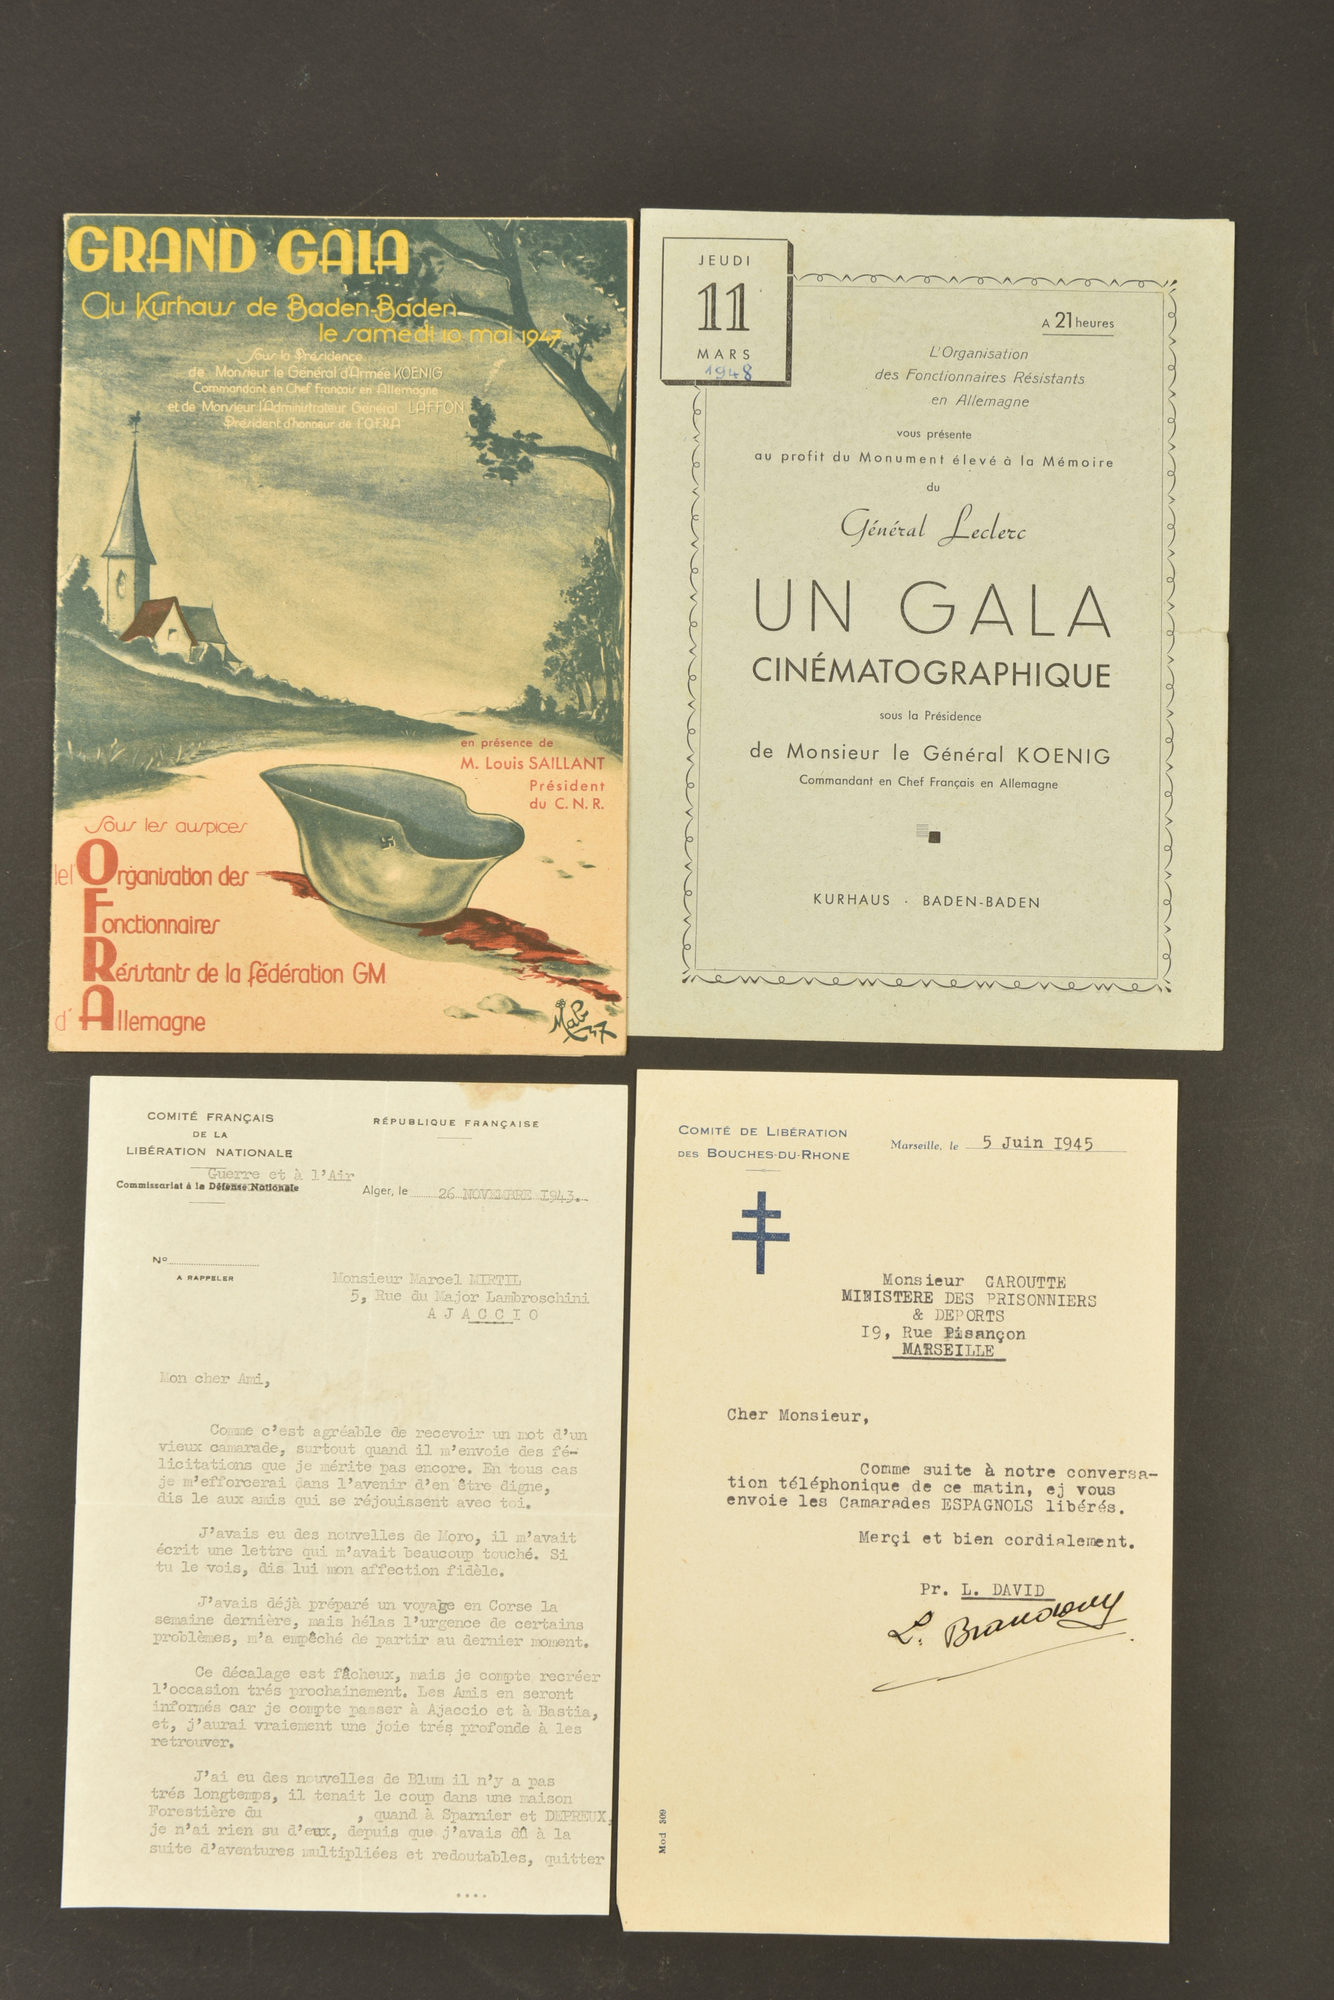 GRAND GALA
Au Kurhaus de Baden-Baden
le samedi 10 mai 1947
Sous la Présidence
de Monsieur le Général d'Armée KOENIG
Commandant en Chef Français en Allemagne
et de Monsieur l'Administrateur Général LAFFON
Président d'honneur de l'O.F.R.A
en présence de
M. Louis SAILLANT
Président
du C. N. R.
Sous les auspices
de l'Organisation des
Fonctionnaires
Résistants de la fédération GM
d'Allemagne
47
JEUDI
11
MARS
1948
A 21 heures
L'Organisation
des Fonctionnaires Résistants
en Allemagne
vous présente
au profit du Monument élevé à la Mémoire
du
Général Leclerc
UN GALA
CINÉMATOGRAPHIQUE
sous la Présidence
de Monsieur le Général KOENIG
Commandant en Chef Français en Allemagne
KURHAUS · BADEN-BADEN
COMITÉ FRANÇAIS
DE LA
LIBÉRATION NATIONALE
RÉPUBLIQUE FRANÇAISE
Guerre et à l'Air
Commissariat à la Défense Nationale
Alger, le 26 NOVEMBRE 1943.
N°
A RAPPELER
Monsieur Marcel MIRTIL
5, Rue du Major Lambroschini
A J A C C I O
Mon cher Ami,
Comme c'est agréable de recevoir un mot d'un
vieux camarade, surtout quand il m'envoie des fé-
licitations que je mérite pas encore. En tous cas
je m'efforcerai dans l'avenir d'en être digne,
dis le aux amis qui se réjouissent avec toi.
J'avais eu des nouvelles de Moro, il m'avait
écrit une lettre qui m'avait beaucoup touché. Si
tu le vois, dis lui mon affection fidèle.
J'avais déjà préparé un voyage en Corse la
semaine dernière, mais hélas l'urgence de certains
problèmes, m'a empêché de partir au dernier moment.
Ce décalage est fâcheux, mais je compte recréer
l'occasion trés prochainement. Les Amis en seront
informés car je compte passer à Ajaccio et à Bastia,
et, j'aurai vraiement une joie trés profonde à les
retrouver.
J'ai eu des nouvelles de Blum il n'y a pas
trés longtemps, il tenait le coup dans une maison
Forestière du , quand à Sparnier et DEPREUX,
je n'ai rien su d'eux, depuis que j'avais dû à la
suite d'aventures multipliées et redoutables, quitter
....
COMITÉ DE LIBÉRATION
DES BOUCHES-DU-RHONE
Marseille, le 5 Juin 1945
Monsieur GAROUTTE
MINISTERE DES PRISONNIERS
& DEPORTS
I9, Rue Pisançon
MARSEILLE
Cher Monsieur,
Comme suite à notre conversa-
tion téléphonique de ce matin, ej vous
envoie les Camarades ESPAGNOLS libérés.
Merçi et bien cordialement.
Pr. L. DAVID
Mod 309